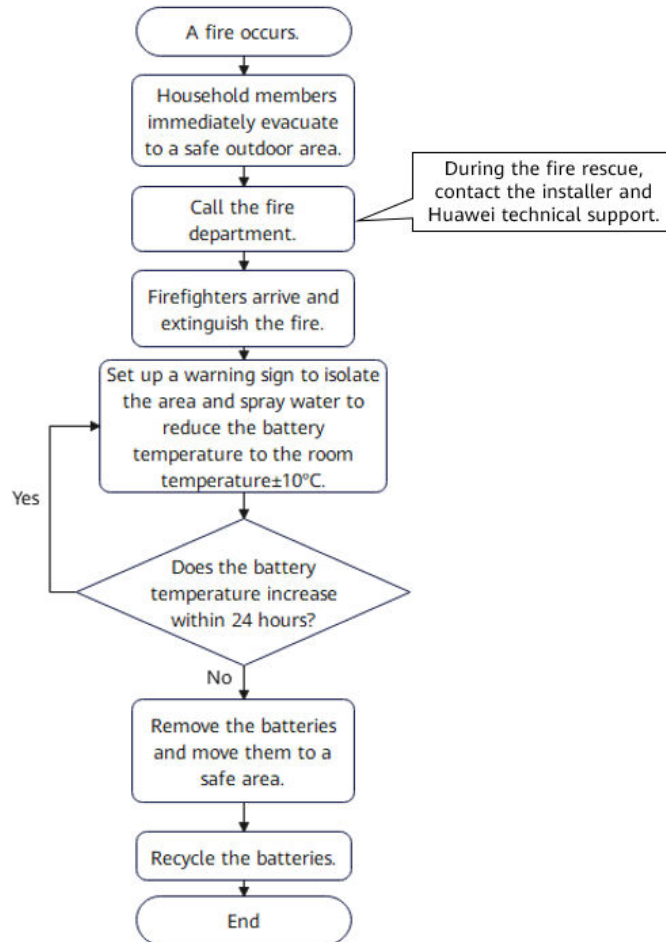 A fire occurs.
Household members
immediately evacuate
to a safe outdoor area.
During the fire rescue,
contact the installer and
Huawei technical support.
Call the fire
department.
Firefighters arrive and
extinguish the fire.
Set up a warning sign to isolate
the area and spray water to
reduce the battery
temperature to the room
temperature±10°C.
Yes
Does the battery
temperature increase
within 24 hours?
No
Remove the batteries
and move them to a
safe area.
Recycle the batteries.
End